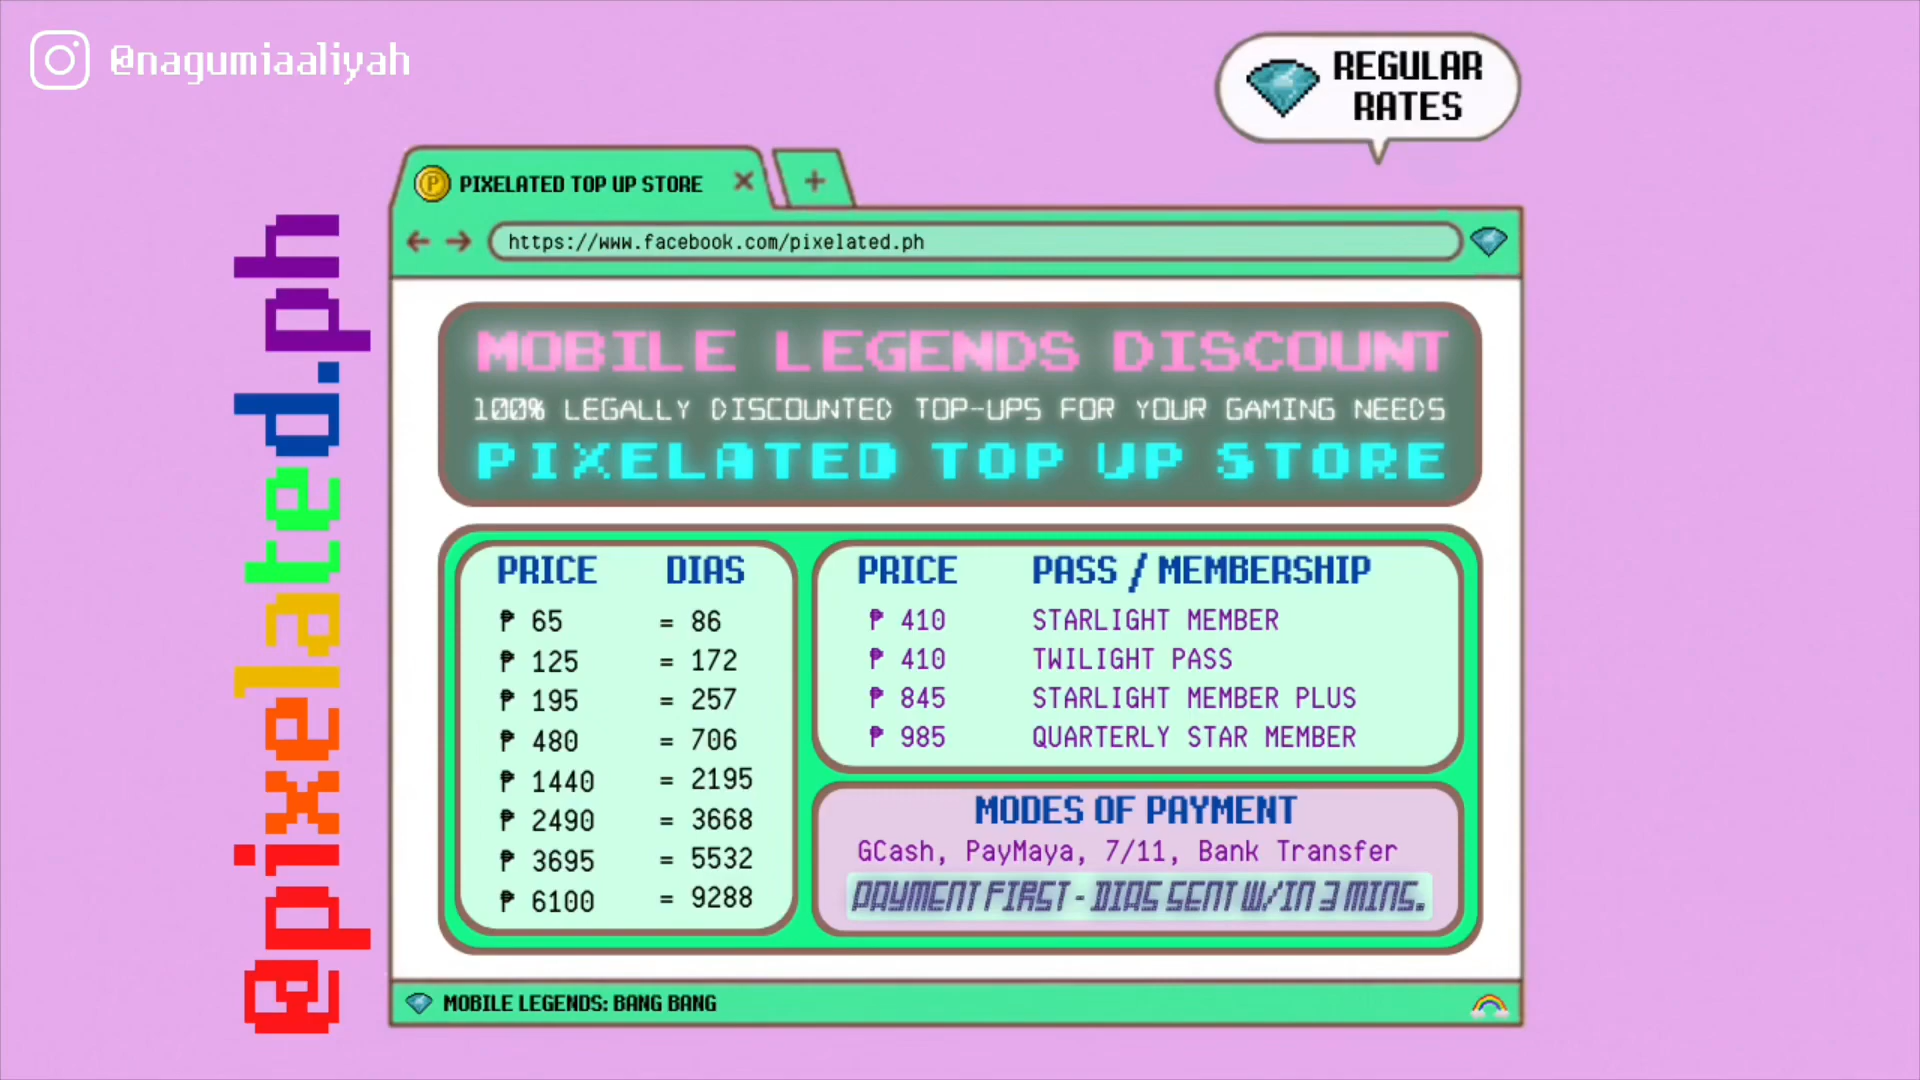 @nagumiaaliyah
REGULAR
RATES
PIXELATED TOP UP STORE
https://www.facebook.com/pixelated.ph
@pixelated.ph
MOBILE LEGENDS DISCOUNT
100% LEGALLY DISCOUNTED TOP-UPS FOR YOUR GAMING NEEDS
PIXELATED TOP UP STORE
PRICE DIAS
₱ 65 = 86
₱ 125 = 172
₱ 195 = 257
₱ 480 = 706
₱ 1440 = 2195
₱ 2490 = 3668
₱ 3695 = 5532
₱ 6100 = 9288
PRICE PASS / MEMBERSHIP
₱ 410 STARLIGHT MEMBER
₱ 410 TWILIGHT PASS
₱ 845 STARLIGHT MEMBER PLUS
₱ 985 QUARTERLY STAR MEMBER
MODES OF PAYMENT
GCash, PayMaya, 7/11, Bank Transfer
PAYMENT FIRST - DIAS SENT W/IN 3 MINS.
MOBILE LEGENDS: BANG BANG